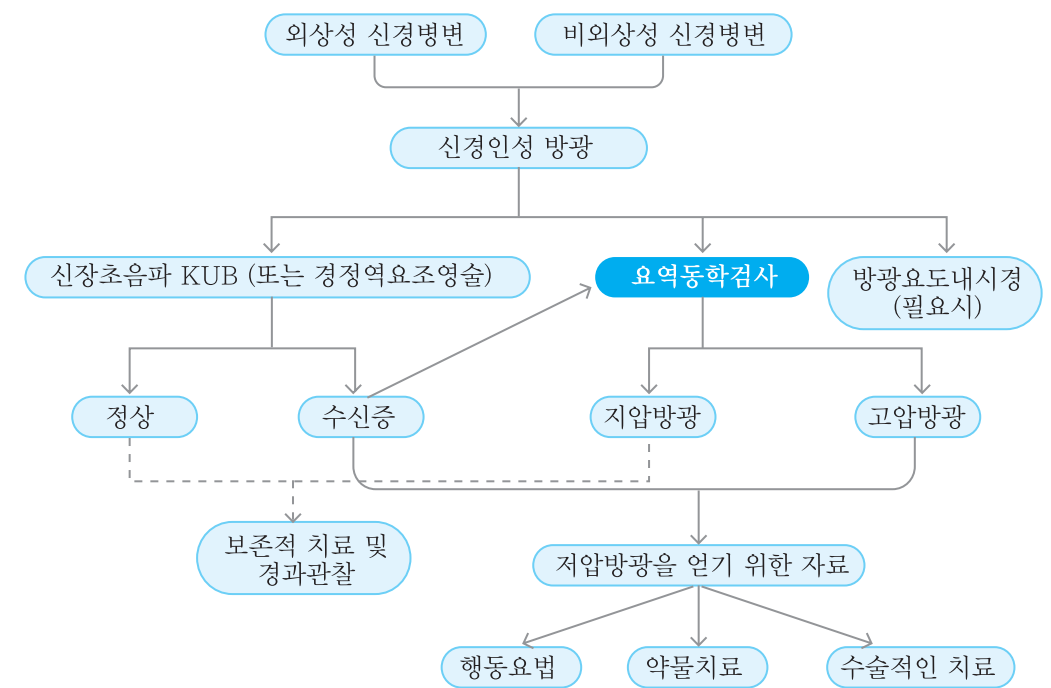 외상성 신경병변
비외상성 신경병변
신경인성 방광
신장초음파 KUB (또는 경정역요조영술)
요역동학검사
방광요도내시경
(필요시)
정상
수신증
지압방광
고압방광
보존적 치료 및
경과관찰
저압방광을 얻기 위한 자료
행동요법
약물치료
수술적인 치료